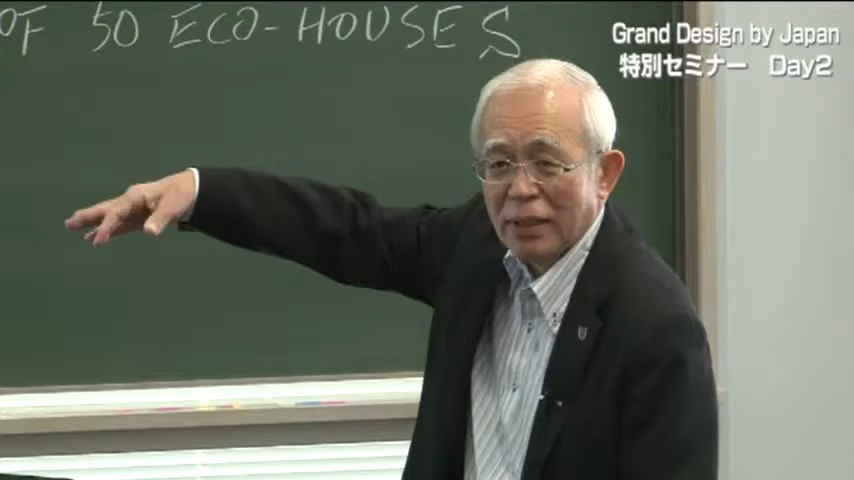 OF 50 ECO-HOUSES
Grand Design by Japan
特別セミナー Day2